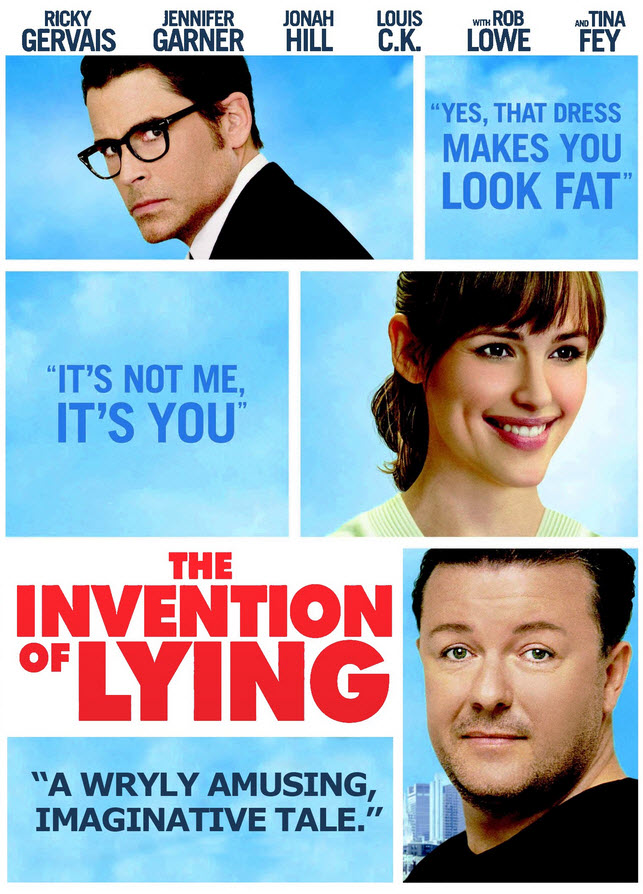 RICKY GERVAIS
JENNIFER GARNER
JONAH HILL
LOUIS C.K.
WITH ROB LOWE
AND TINA FEY
“YES, THAT DRESS
MAKES YOU
LOOK FAT”
“IT’S NOT ME,
IT’S YOU”
THE
INVENTION
OF LYING
“A WRYLY AMUSING,
IMAGINATIVE TALE.”